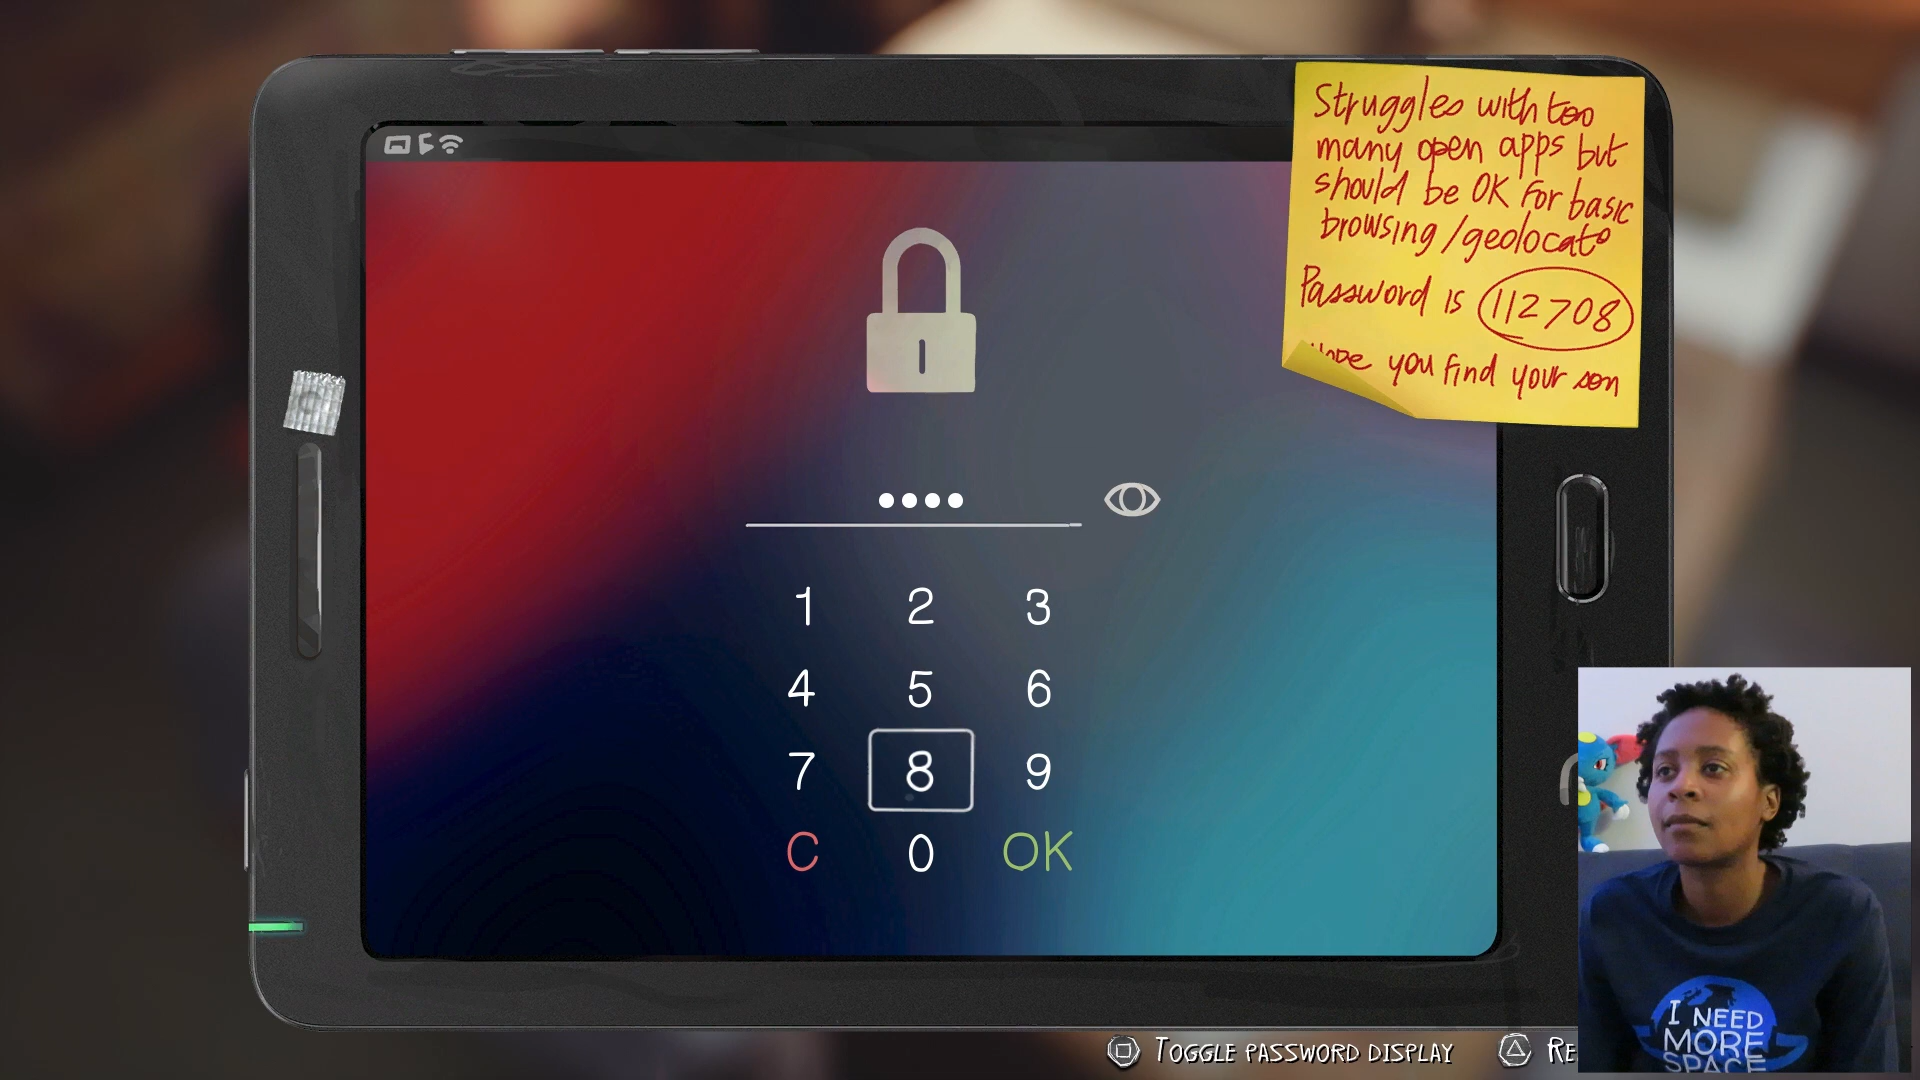 Struggles with too
many open apps but
should be OK for basic
browsing/geolocate
Password is 112708
you find your son
1 2 3
4 5 6
7 8 9
C 0 OK
TOGGLE PASSWORD DISPLAY
I NEED
MORE
SPACE